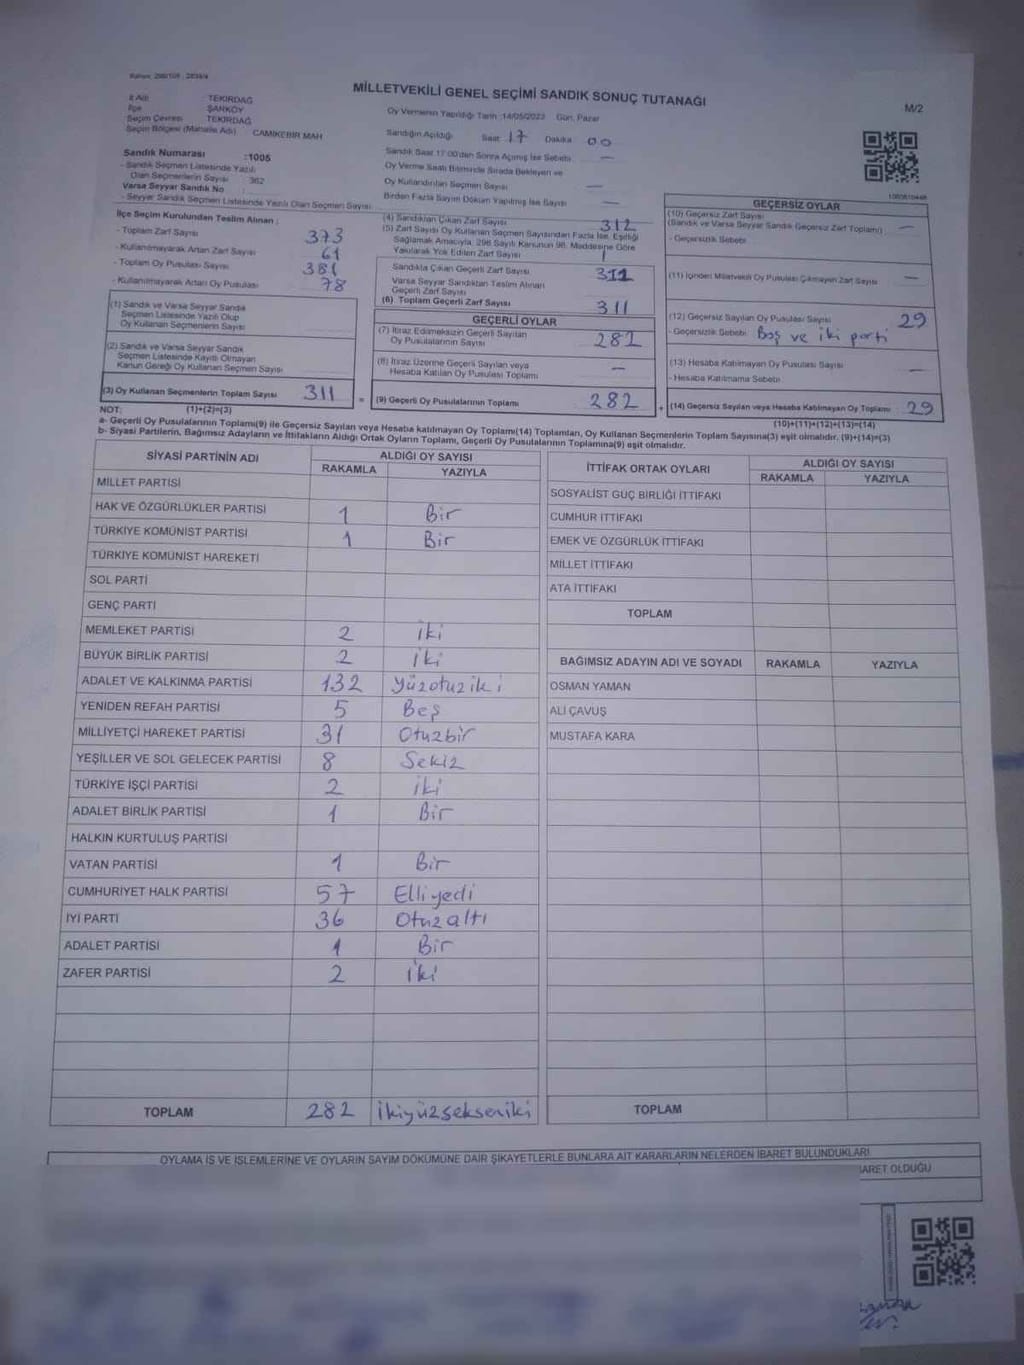 MİLLETVEKİLİ GENEL SEÇİMİ SANDIK SONUÇ TUTANAĞI
M/2
İl Adı : TEKİRDAĞ
İlçe : ŞARKÖY
Seçim Çevresi : TEKİRDAĞ
Seçim Bölgesi (Mahalle Adı) : CAMİKEBİR MAH
Oy Vermenin Yapıldığı Tarih :14/05/2023 Gün: Pazar
Sandığın Açıldığı Saat: 17 Dakika 00
Sandık Saat 17:00'den Sonra Açılmış İse Sebebi —
Oy Verme Saati Bitiminde Sırada Bekleyen ve
Oy Kullandırılan Seçmen Sayısı —
Birden Fazla Sayım Döküm Yapılmış İse Sayısı —
Sandık Numarası :1005
- Sandık Seçmen Listesinde Yazılı
Olan Seçmenlerin Sayısı : 362
Varsa Seyyar Sandık No :
- Seyyar Sandık Seçmen Listesinde Yazılı Olan Seçmen Sayısı:
İlçe Seçim Kurulundan Teslim Alınan :
- Toplam Zarf Sayısı 373
- Kullanılmayarak Artan Zarf Sayısı 61
- Toplam Oy Pusulası Sayısı 381
- Kullanılmayarak Artan Oy Pusulası 78
(1) Sandık ve Varsa Seyyar Sandık
Seçmen Listesinde Yazılı Olup
Oy Kullanan Seçmenlerin Sayısı
(2) Sandık ve Varsa Seyyar Sandık
Seçmen Listesinde Kayıtlı Olmayan
Kanun Gereği Oy Kullanan Seçmen Sayısı
(3) Oy Kullanan Seçmenlerin Toplam Sayısı 311 =
(4) Sandıktan Çıkan Zarf Sayısı 312
(5) Zarf Sayısı Oy Kullanan Seçmen Sayısından Fazla İse, Eşitliği
Sağlamak Amacıyla, 298 Sayılı Kanunun 98. Maddesine Göre
Yakılarak Yok Edilen Zarf Sayısı 1
Sandıkta Çıkan Geçerli Zarf Sayısı 311
Varsa Seyyar Sandıktan Teslim Alınan
Geçerli Zarf Sayısı
(6) Toplam Geçerli Zarf Sayısı 311
GEÇERLİ OYLAR
(7) İtiraz Edilmeksizin Geçerli Sayılan
Oy Pusulalarının Sayısı 282
(8) İtiraz Üzerine Geçerli Sayılan veya
Hesaba Katılan Oy Pusulası Toplamı —
(9) Geçerli Oy Pusulalarının Toplamı 282 +
GEÇERSİZ OYLAR
(10) Geçersiz Zarf Sayısı
(Sandık ve Varsa Seyyar Sandık Geçersiz Zarf Toplamı) —
- Geçersizlik Sebebi
(11) İçinden Milletvekili Oy Pusulası Çıkmayan Zarf Sayısı —
(12) Geçersiz Sayılan Oy Pusulası Sayısı 29
- Geçersizlik Sebebi Boş ve iki parti
(13) Hesaba Katılmayan Oy Pusulası Sayısı —
- Hesaba Katılmama Sebebi
(14) Geçersiz Sayılan veya Hesaba Katılmayan Oy Toplamı 29
NOT: (1)+(2)=(3) (10)+(11)+(12)+(13)=(14)
a- Geçerli Oy Pusulalarının Toplamı(9) ile Geçersiz Sayılan veya Hesaba katılmayan Oy Toplamı(14) Toplamları, Oy Kullanan Seçmenlerin Toplam Sayısına(3) eşit olmalıdır. (9)+(14)=(3)
b- Siyasi Partilerin, Bağımsız Adayların ve İttifakların Aldığı Ortak Oyların Toplamı, Geçerli Oy Pusulalarının Toplamına(9) eşit olmalıdır.
SİYASİ PARTİNİN ADI ALDIĞI OY SAYISI
RAKAMLA YAZIYLA
MİLLET PARTİSİ
HAK VE ÖZGÜRLÜKLER PARTİSİ 1 Bir
TÜRKİYE KOMÜNİST PARTİSİ 1 Bir
TÜRKİYE KOMÜNİST HAREKETİ
SOL PARTİ
GENÇ PARTİ
MEMLEKET PARTİSİ 2 iki
BÜYÜK BİRLİK PARTİSİ 2 iki
ADALET VE KALKINMA PARTİSİ 132 Yüzotuziki
YENİDEN REFAH PARTİSİ 5 Beş
MİLLİYETÇİ HAREKET PARTİSİ 31 Otuzbir
YEŞİLLER VE SOL GELECEK PARTİSİ 8 Sekiz
TÜRKİYE İŞÇİ PARTİSİ 2 iki
ADALET BİRLİK PARTİSİ 1 Bir
HALKIN KURTULUŞ PARTİSİ
VATAN PARTİSİ 1 Bir
CUMHURİYET HALK PARTİSİ 57 Elliyedi
İYİ PARTİ 36 Otuzaltı
ADALET PARTİSİ 1 Bir
ZAFER PARTİSİ 2 iki
TOPLAM 282 ikiyüzsekseniki
İTTİFAK ORTAK OYLARI ALDIĞI OY SAYISI
RAKAMLA YAZIYLA
SOSYALİST GÜÇ BİRLİĞİ İTTİFAKI
CUMHUR İTTİFAKI
EMEK VE ÖZGÜRLÜK İTTİFAKI
MİLLET İTTİFAKI
ATA İTTİFAKI
TOPLAM
BAĞIMSIZ ADAYIN ADI VE SOYADI RAKAMLA YAZIYLA
OSMAN YAMAN
ALİ ÇAVUŞ
MUSTAFA KARA
TOPLAM
OYLAMA İŞ VE İŞLEMLERİNE VE OYLARIN SAYIM DÖKÜMÜNE DAİR ŞİKAYETLERLE BUNLARA AİT KARARLARIN NELERDEN İBARET BULUNDUKLARI
BARET OLDUĞU